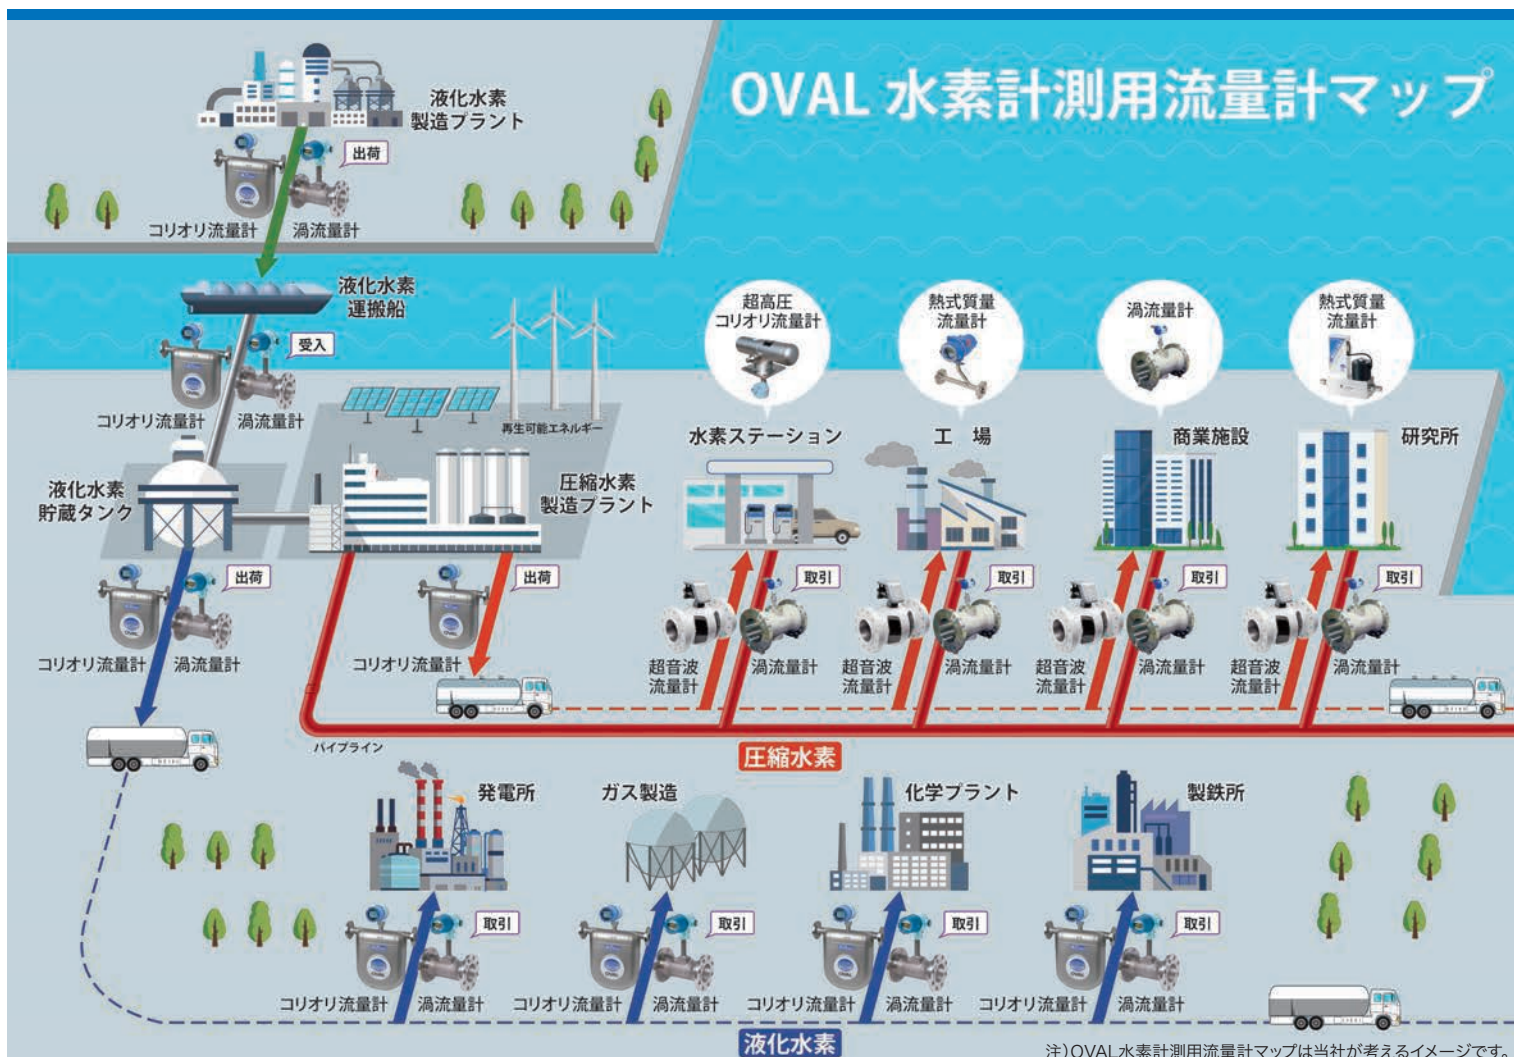 OVAL 水素計測用流量計マップ
液化水素
製造プラント
出荷
コリオリ流量計
渦流量計
液化水素
運搬船
受入
コリオリ流量計
渦流量計
再生可能エネルギー
液化水素
貯蔵タンク
圧縮水素
製造プラント
超高圧
コリオリ流量計
水素ステーション
熱式質量
流量計
工場
渦流量計
商業施設
熱式質量
流量計
研究所
出荷
コリオリ流量計
渦流量計
出荷
コリオリ流量計
取引
超音波
流量計
渦流量計
取引
超音波
流量計
渦流量計
取引
超音波
流量計
渦流量計
取引
超音波
流量計
渦流量計
パイプライン
圧縮水素
発電所
取引
コリオリ流量計
渦流量計
ガス製造
取引
コリオリ流量計
渦流量計
化学プラント
取引
コリオリ流量計
渦流量計
製鉄所
取引
コリオリ流量計
渦流量計
液化水素
注)OVAL水素計測用流量計マップは当社が考えるイメージです。